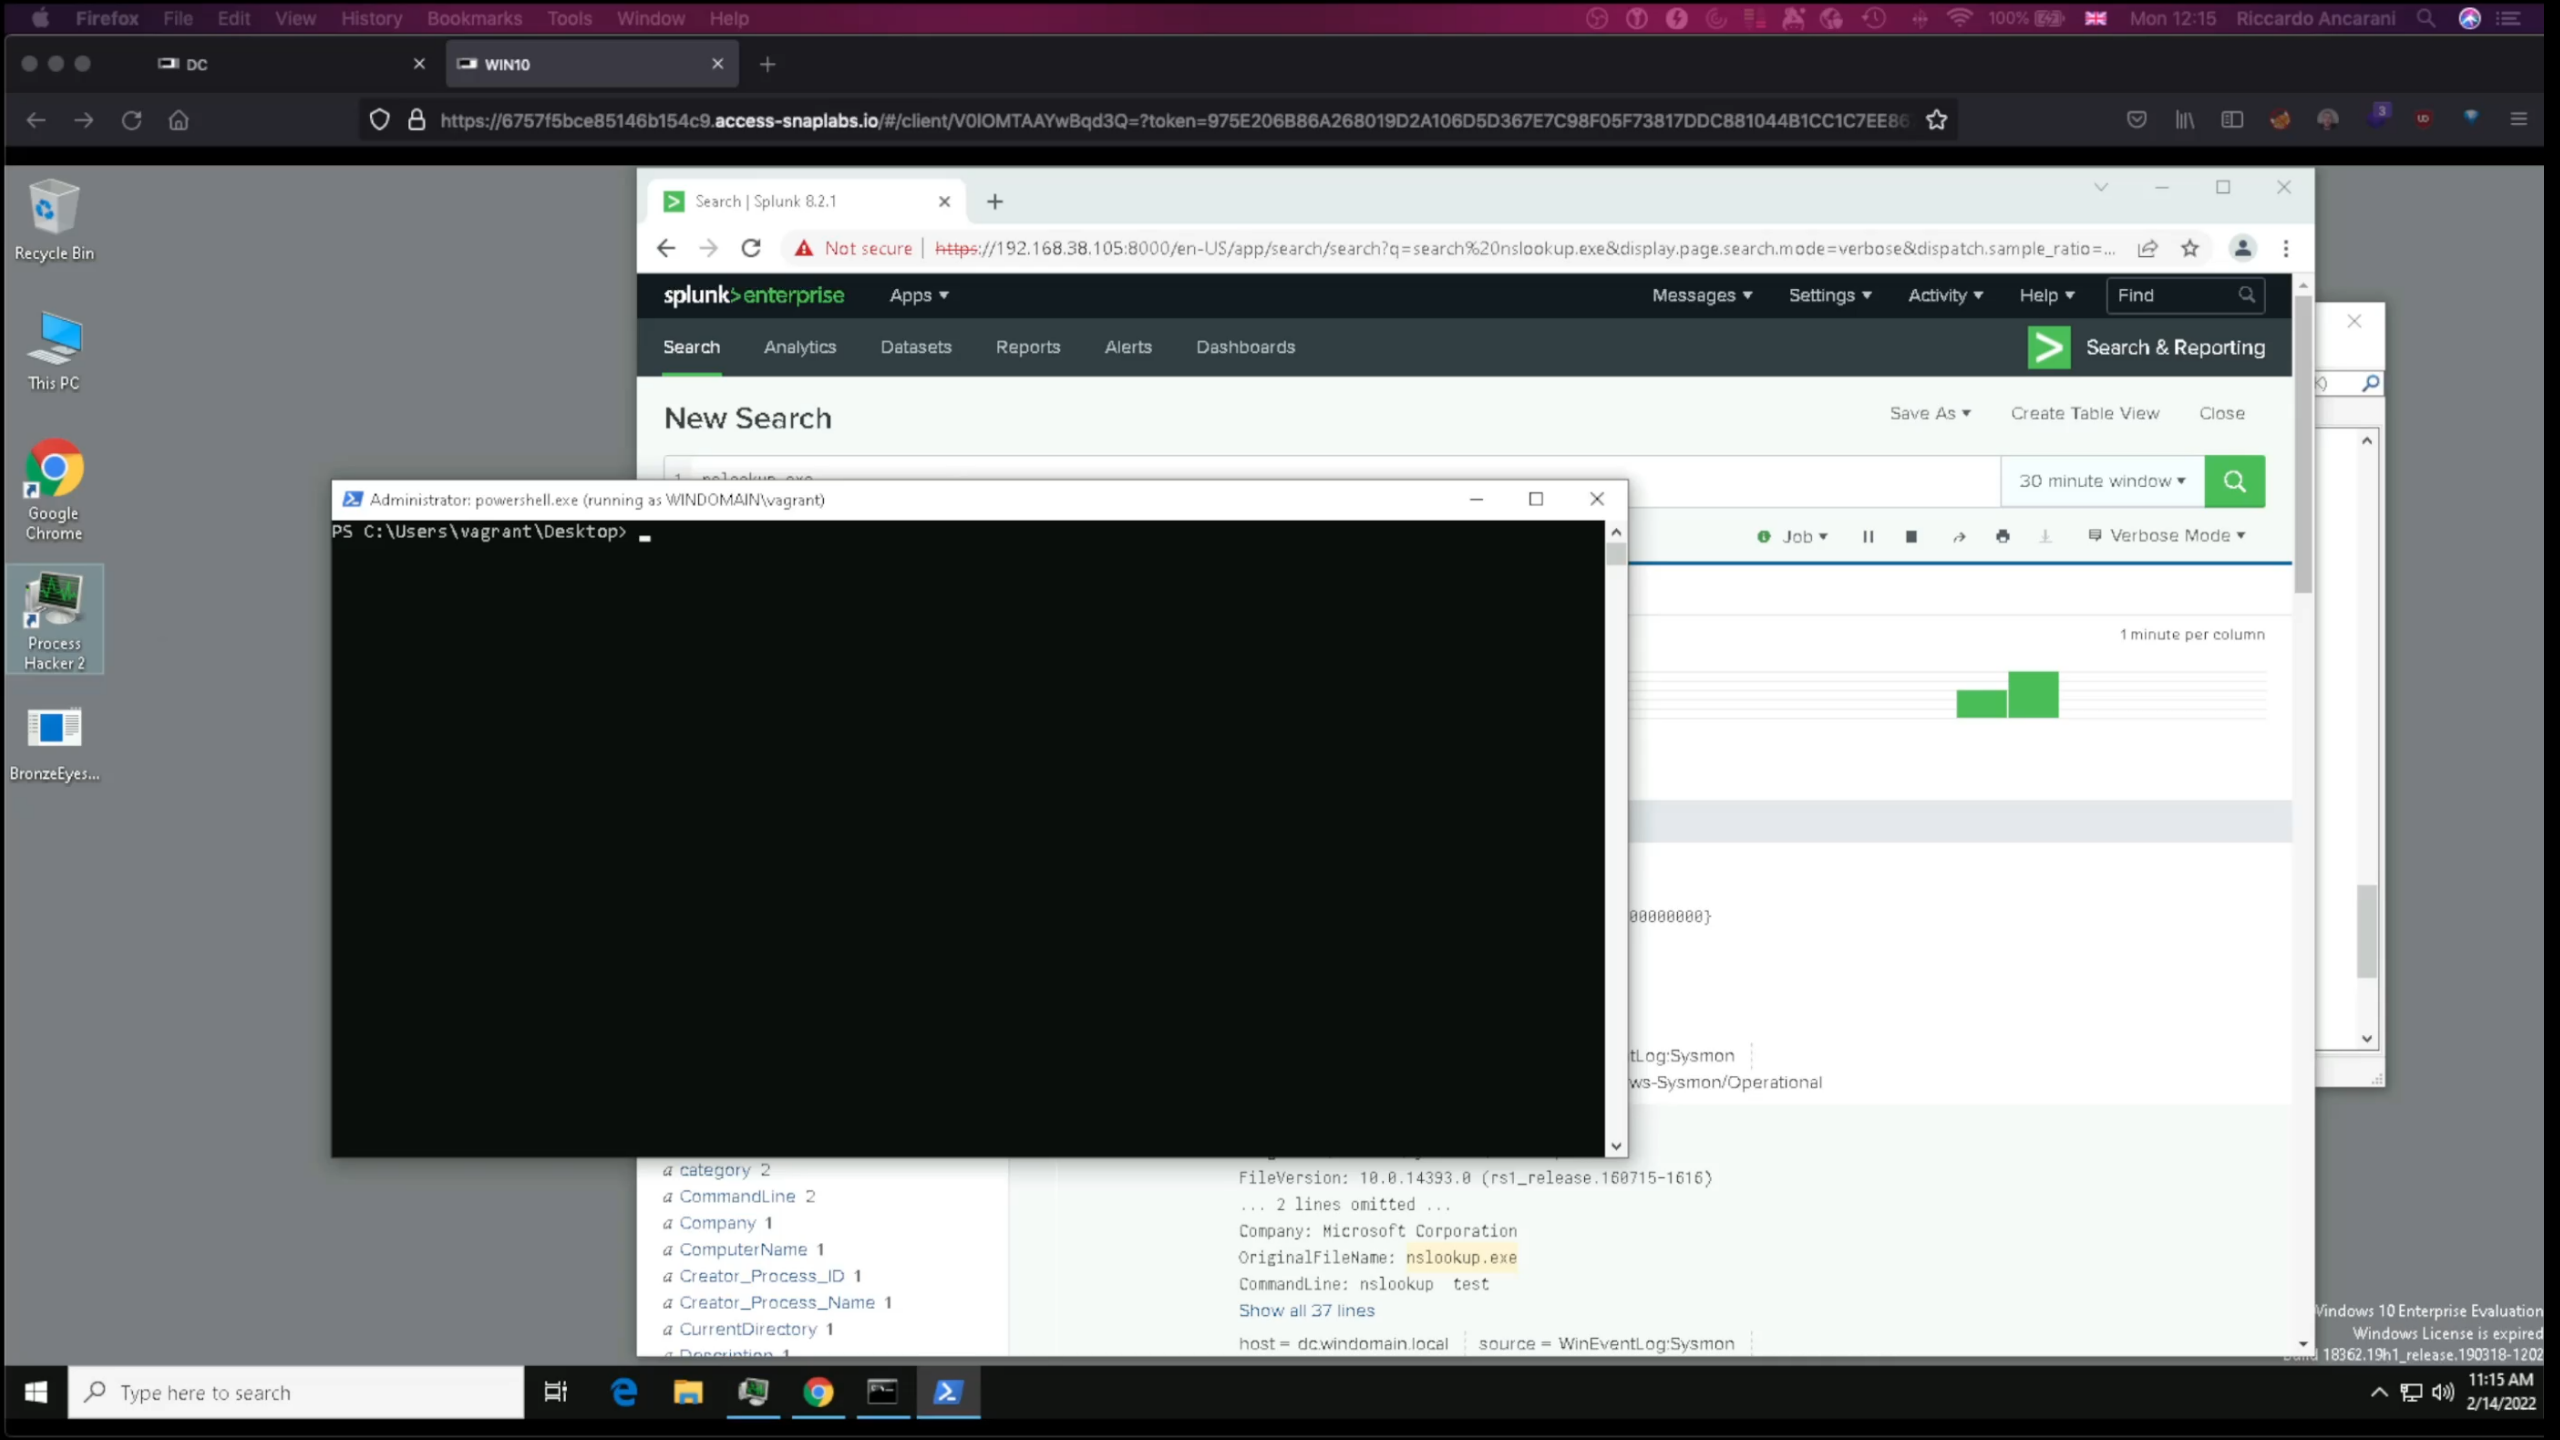 Firefox File Edit View History Bookmarks Tools Window Help 100% Mon 12:15 Riccardo Ancarani
DC WIN10
https://6757f5bce85146b154c9.access-snaplabs.io/#/client/V0lOMTAAYwBqd3Q=?token=975E206B86A268019D2A106D5D367E7C98F05F73817DDC881044B1CC1C7EE86
3
Recycle Bin
This PC
Google
Chrome
Process
Hacker 2
BronzeEyes...
Search | Splunk 8.2.1
Not secure | https://192.168.38.105:8000/en-US/app/search/search?q=search%20nslookup.exe&display.page.search.mode=verbose&dispatch.sample_ratio=...
splunk>enterprise Apps Messages Settings Activity Help Find
Search Analytics Datasets Reports Alerts Dashboards Search & Reporting
New Search Save As Create Table View Close
1 nslookup.exe 30 minute window
Administrator: powershell.exe (running as WINDOMAIN\vagrant)
PS C:\Users\vagrant\Desktop>
Job Verbose Mode
1 minute per column
00000000}
tLog:Sysmon
ws-Sysmon/Operational
a category 2
a CommandLine 2
a Company 1
a ComputerName 1
a Creator_Process_ID 1
a Creator_Process_Name 1
a CurrentDirectory 1
a Description 1
FileVersion: 10.0.14393.0 (rs1_release.160715-1616)
... 2 lines omitted ...
Company: Microsoft Corporation
OriginalFileName: nslookup.exe
CommandLine: nslookup test
Show all 37 lines
host = dc.windomain.local source = WinEventLog:Sysmon
Windows 10 Enterprise Evaluation
Windows License is expired
Build 18362.19h1_release.190318-1202
Type here to search
11:15 AM
2/14/2022